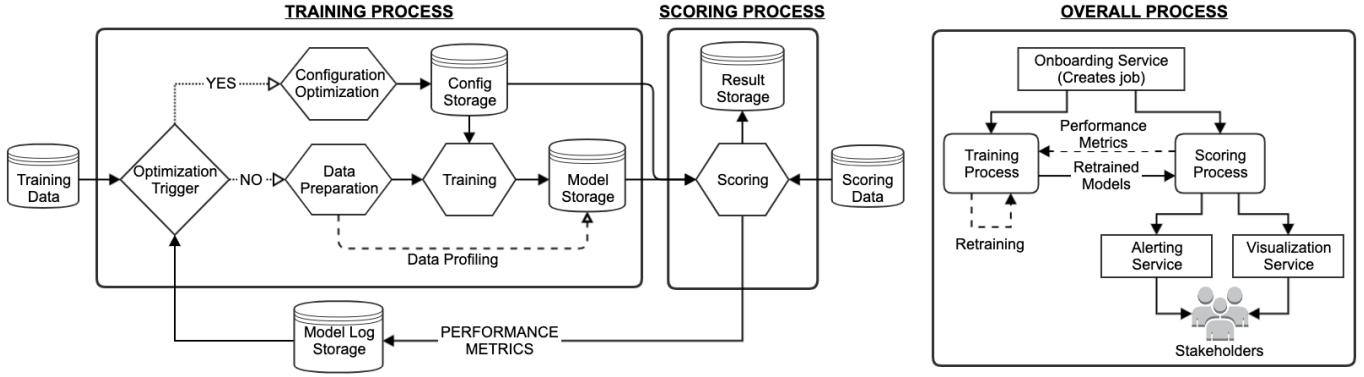 TRAINING PROCESS
SCORING PROCESS
OVERALL PROCESS
YES
Configuration
Optimization
Config
Storage
Result
Storage
Training
Data
Optimization
Trigger
NO
Data
Preparation
Training
Model
Storage
Scoring
Scoring
Data
Data Profiling
Model Log
Storage
PERFORMANCE
METRICS
Onboarding Service
(Creates job)
Training
Process
Performance
Metrics
Retrained
Models
Scoring
Process
Retraining
Alerting
Service
Visualization
Service
Stakeholders